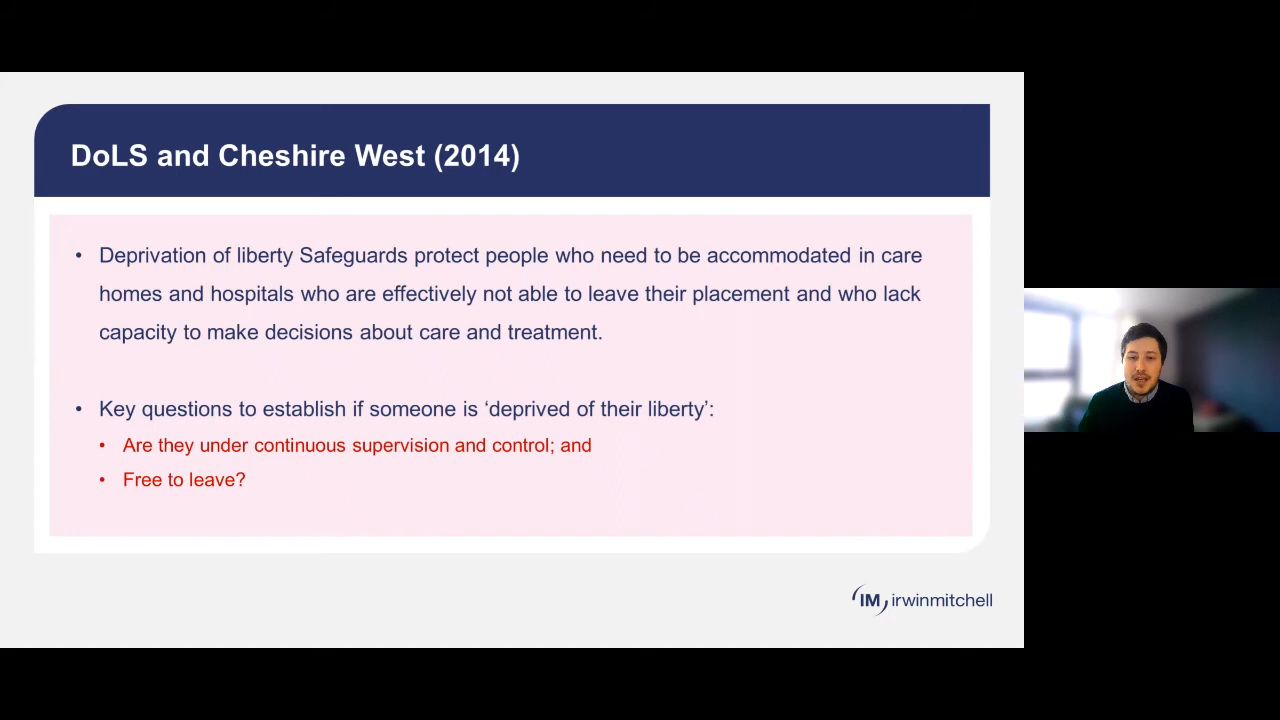 DoLS and Cheshire West (2014)
• Deprivation of liberty Safeguards protect people who need to be accommodated in care
homes and hospitals who are effectively not able to leave their placement and who lack
capacity to make decisions about care and treatment.
• Key questions to establish if someone is ‘deprived of their liberty’:
• Are they under continuous supervision and control; and
• Free to leave?
IM irwinmitchell